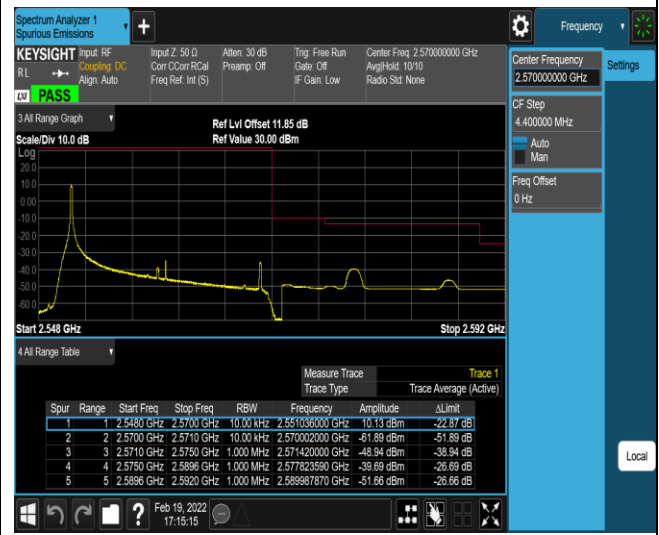 Spectrum Analyzer 1
Spurious Emissions
+
Frequency
KEYSIGHT
RL
LXI PASS
Input: RF
Coupling: DC
Align: Auto
Input Z: 50 Ω
Corr CCorr RCal
Freq Ref: Int (S)
Atten: 30 dB
Preamp: Off
Trig: Free Run
Gate: Off
IF Gain: Low
Center Freq: 2.570000000 GHz
Avg|Hold: 10/10
Radio Std: None
Center Frequency
2.570000000 GHz
Settings
CF Step
4.400000 MHz
Auto
Man
Freq Offset
0 Hz
3 All Range Graph
Scale/Div 10.0 dB
Ref Lvl Offset 11.85 dB
Ref Value 30.00 dBm
Log
20.0
10.0
0.00
-10.0
-20.0
-30.0
-40.0
-50.0
-60.0
Start 2.548 GHz
Stop 2.592 GHz
4 All Range Table
Measure Trace Trace 1
Trace Type Trace Average (Active)
Spur Range Start Freq Stop Freq RBW Frequency Amplitude ΔLimit
1 1 2.5480 GHz 2.5700 GHz 10.00 kHz 2.551036000 GHz 10.13 dBm -22.87 dB
2 2 2.5700 GHz 2.5710 GHz 10.00 kHz 2.570002000 GHz -61.89 dBm -51.89 dB
3 3 2.5710 GHz 2.5750 GHz 1.000 MHz 2.571420000 GHz -48.94 dBm -38.94 dB
4 4 2.5750 GHz 2.5896 GHz 1.000 MHz 2.577823590 GHz -39.69 dBm -26.69 dB
5 5 2.5896 GHz 2.5920 GHz 1.000 MHz 2.589987870 GHz -51.66 dBm -26.66 dB
Local
?
Feb 19, 2022
17:15:15